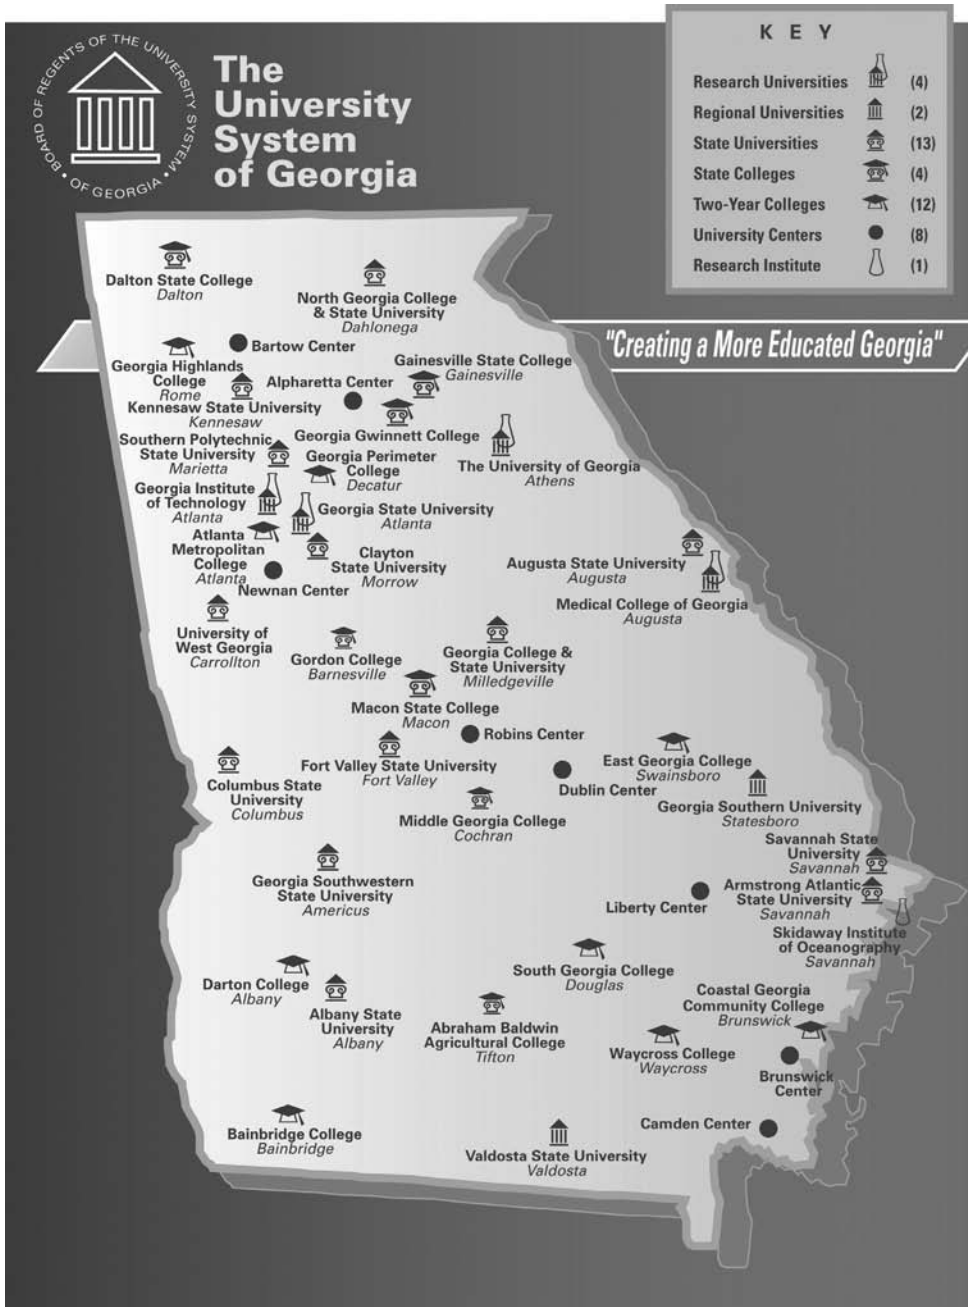 BOARD OF REGENTS OF THE UNIVERSITY SYSTEM
• OF GEORGIA •
The
University
System
of Georgia
KEY
Research Universities (4)
Regional Universities (2)
State Universities (13)
State Colleges (4)
Two-Year Colleges (12)
University Centers (8)
Research Institute (1)
"Creating a More Educated Georgia"
Dalton State College
Dalton
North Georgia College
& State University
Dahlonega
Bartow Center
Georgia Highlands
College
Rome
Gainesville State College
Gainesville
Alpharetta Center
Kennesaw State University
Kennesaw
Georgia Gwinnett College
Southern Polytechnic
State University
Marietta
Georgia Perimeter
College
Decatur
The University of Georgia
Athens
Georgia Institute
of Technology
Atlanta
Georgia State University
Atlanta
Atlanta
Metropolitan
College
Atlanta
Clayton
State University
Morrow
Newnan Center
Augusta State University
Augusta
Medical College of Georgia
Augusta
University of
West Georgia
Carrollton
Gordon College
Barnesville
Georgia College &
State University
Milledgeville
Macon State College
Macon
Robins Center
Fort Valley State University
Fort Valley
East Georgia College
Swainsboro
Columbus State
University
Columbus
Dublin Center
Georgia Southern University
Statesboro
Middle Georgia College
Cochran
Savannah State
University
Savannah
Georgia Southwestern
State University
Americus
Armstrong Atlantic
State University
Savannah
Liberty Center
Skidaway Institute
of Oceanography
Savannah
Darton College
Albany
South Georgia College
Douglas
Albany State
University
Albany
Coastal Georgia
Community College
Brunswick
Abraham Baldwin
Agricultural College
Tifton
Waycross College
Waycross
Brunswick
Center
Bainbridge College
Bainbridge
Camden Center
Valdosta State University
Valdosta